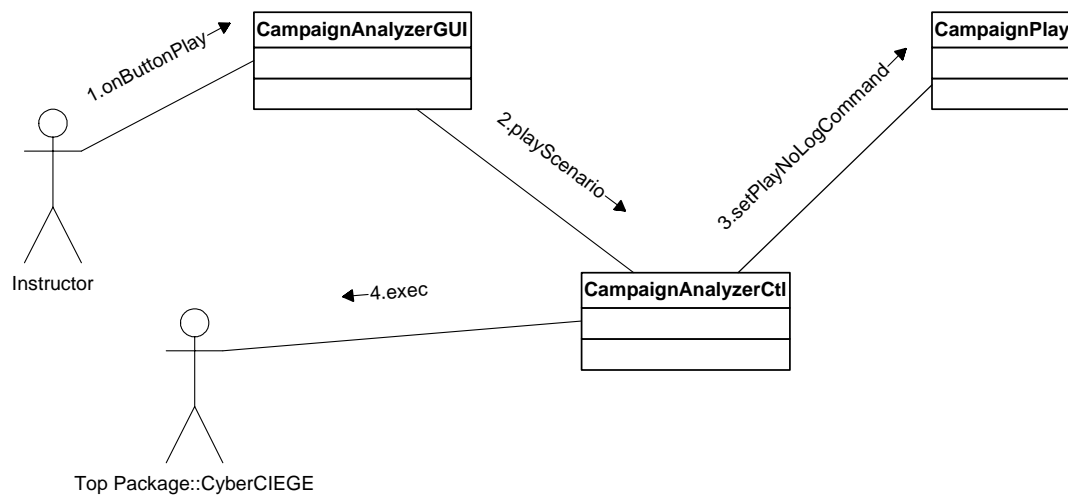 CampaignAnalyzerGUI
CampaignPlay
1.onButtonPlay
2.playScenario
3.setPlayNoLogCommand
Instructor
CampaignAnalyzerCtl
4.exec
Top Package::CyberCIEGE